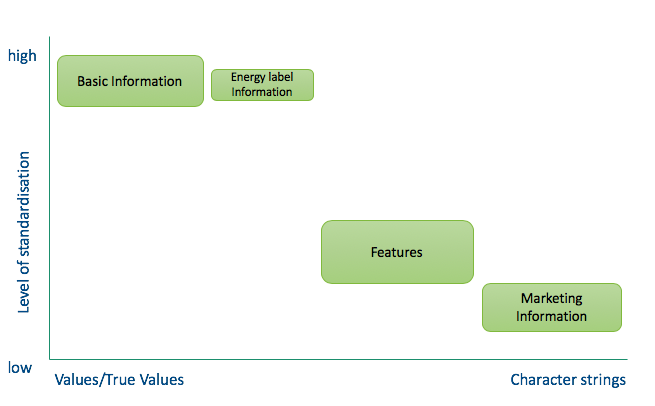 high
Basic Information
Energy label
Information
Level of standardisation
Features
Marketing
Information
low
Values/True Values
Character strings